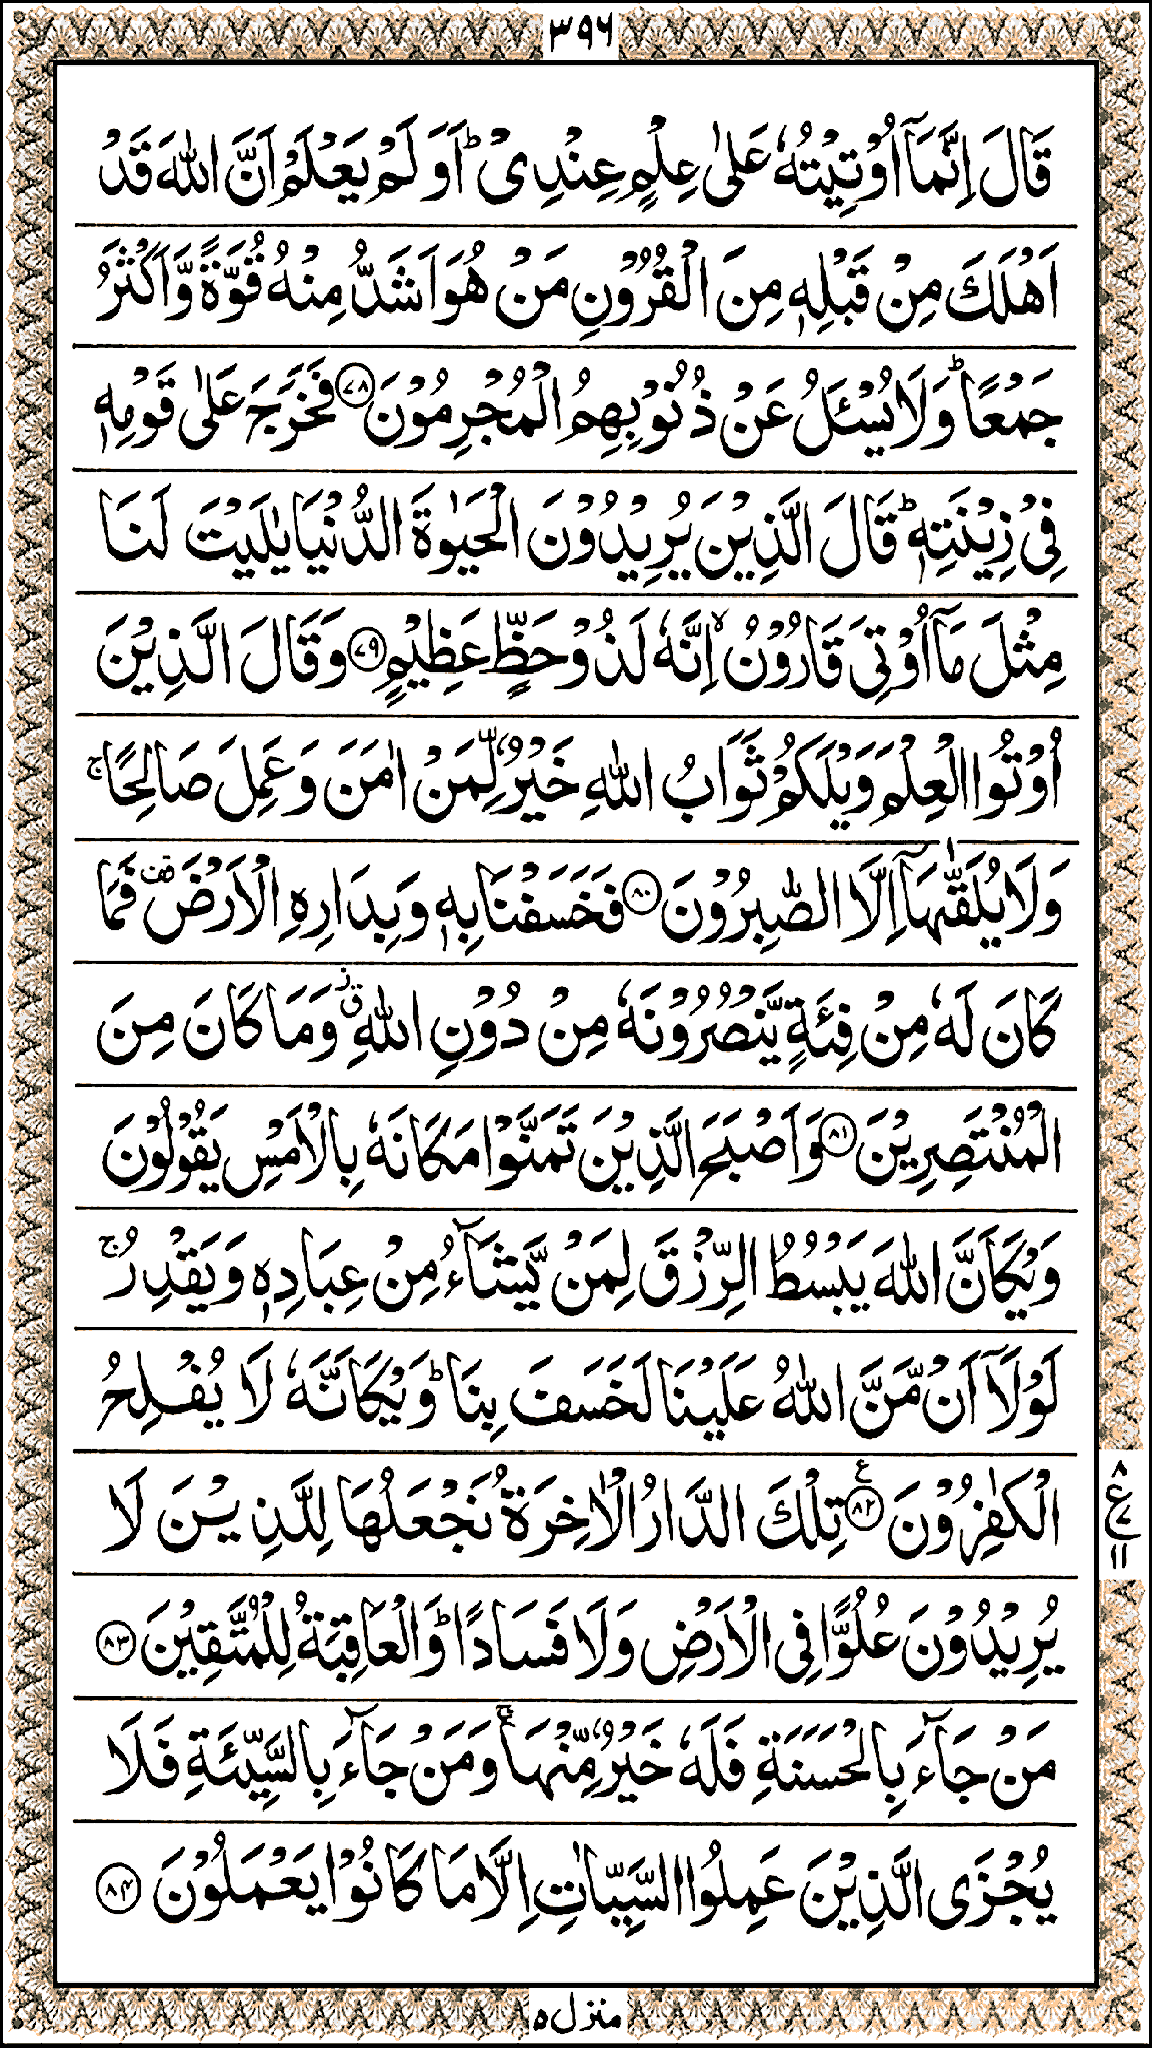 ٣٩٦
قَالَ اِنَّمَاۤ اُوْتِیْتُهٗ عَلٰی عِلْمٍ عِنْدِیْ ؕ اَوَ لَمْ یَعْلَمْ اَنَّ اللّٰهَ قَدْ
اَهْلَكَ مِنْ قَبْلِهٖ مِنَ الْقُرُوْنِ مَنْ هُوَ اَشَدُّ مِنْهُ قُوَّةً وَّ اَكْثَرُ
جَمْعًا ؕ وَ لَا یُسْـَٔلُ عَنْ ذُنُوْبِهِمُ الْمُجْرِمُوْنَ ﴿۷۸﴾ فَخَرَجَ عَلٰی قَوْمِهٖ
فِیْ زِیْنَتِهٖ ؕ قَالَ الَّذِیْنَ یُرِیْدُوْنَ الْحَیٰوةَ الدُّنْیَا یٰلَیْتَ لَنَا
مِثْلَ مَاۤ اُوْتِیَ قَارُوْنُ ۙ اِنَّهٗ لَذُوْ حَظٍّ عَظِیْمٍ ﴿۷۹﴾ وَ قَالَ الَّذِیْنَ
اُوْتُوا الْعِلْمَ وَیْلَكُمْ ثَوَابُ اللّٰهِ خَیْرٌ لِّمَنْ اٰمَنَ وَ عَمِلَ صَالِحًا ۚ
وَ لَا یُلَقّٰىهَاۤ اِلَّا الصّٰبِرُوْنَ ﴿۸۰﴾ فَخَسَفْنَا بِهٖ وَ بِدَارِهِ الْاَرْضَ ۫ فَمَا
كَانَ لَهٗ مِنْ فِئَةٍ یَّنْصُرُوْنَهٗ مِنْ دُوْنِ اللّٰهِ ۗ وَ مَا كَانَ مِنَ
الْمُنْتَصِرِیْنَ ﴿۸۱﴾ وَ اَصْبَحَ الَّذِیْنَ تَمَنَّوْا مَكَانَهٗ بِالْاَمْسِ یَقُوْلُوْنَ
وَیْكَاَنَّ اللّٰهَ یَبْسُطُ الرِّزْقَ لِمَنْ یَّشَآءُ مِنْ عِبَادِهٖ وَ یَقْدِرُ ۚ
لَوْ لَاۤ اَنْ مَّنَّ اللّٰهُ عَلَیْنَا لَخَسَفَ بِنَا ؕ وَیْكَاَنَّهٗ لَا یُفْلِحُ
الْكٰفِرُوْنَ ﴿۸۲﴾ ع تِلْكَ الدَّارُ الْاٰخِرَةُ نَجْعَلُهَا لِلَّذِیْنَ لَا
٨ ع ٧ ١١
یُرِیْدُوْنَ عُلُوًّا فِی الْاَرْضِ وَ لَا فَسَادًا ؕ وَ الْعَاقِبَةُ لِلْمُتَّقِیْنَ ﴿۸۳﴾
مَنْ جَآءَ بِالْحَسَنَةِ فَلَهٗ خَیْرٌ مِّنْهَا ۚ وَ مَنْ جَآءَ بِالسَّیِّئَةِ فَلَا
یُجْزَی الَّذِیْنَ عَمِلُوا السَّیِّاٰتِ اِلَّا مَا كَانُوْا یَعْمَلُوْنَ ﴿۸۴﴾
منزل ٥